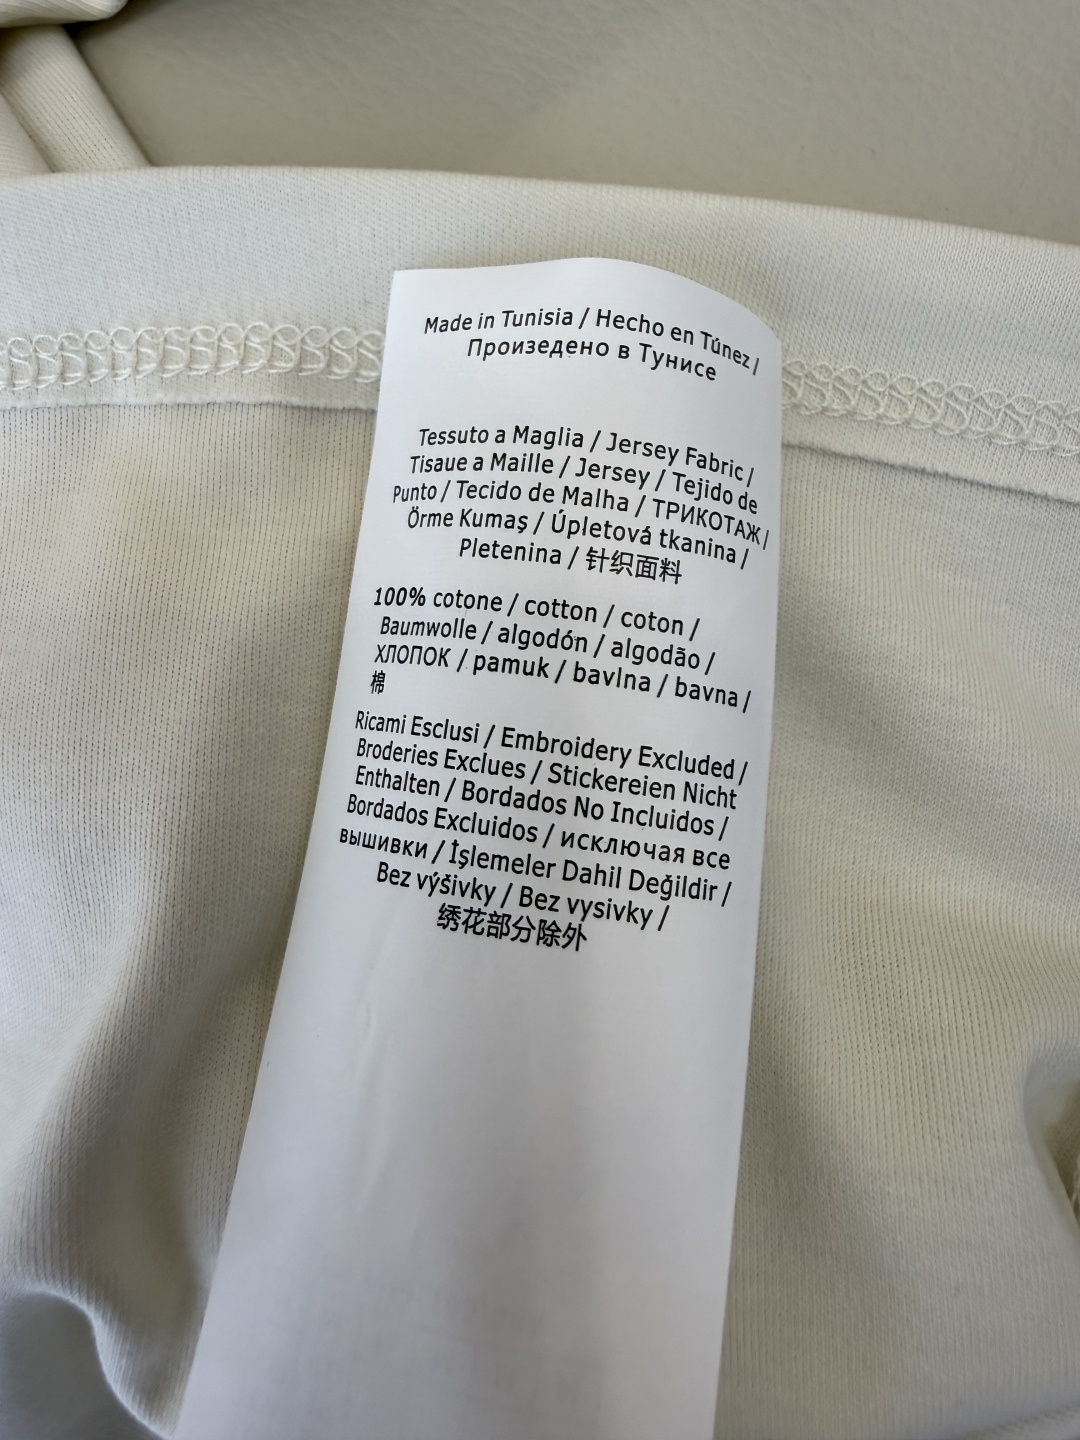 Made in Tunisia / Hecho en Túnez /
Произедено в Тунисе
Tessuto a Maglia / Jersey Fabric /
Tisaue a Maille / Jersey / Tejido de
Punto / Tecido de Malha / ТРИКОТАЖ /
Örme Kumaş / Úpletová tkanina /
Pletenina / 针织面料
100% cotone / cotton / coton /
Baumwolle / algodón / algodão /
ХЛОПОК / pamuk / bavlna / bavna /
棉
Ricami Esclusi / Embroidery Excluded /
Broderies Exclues / Stickereien Nicht
Enthalten / Bordados No Incluidos /
Bordados Excluidos / исключая все
вышивки / İşlemeler Dahil Değildir /
Bez výšivky / Bez vysivky /
绣花部分除外